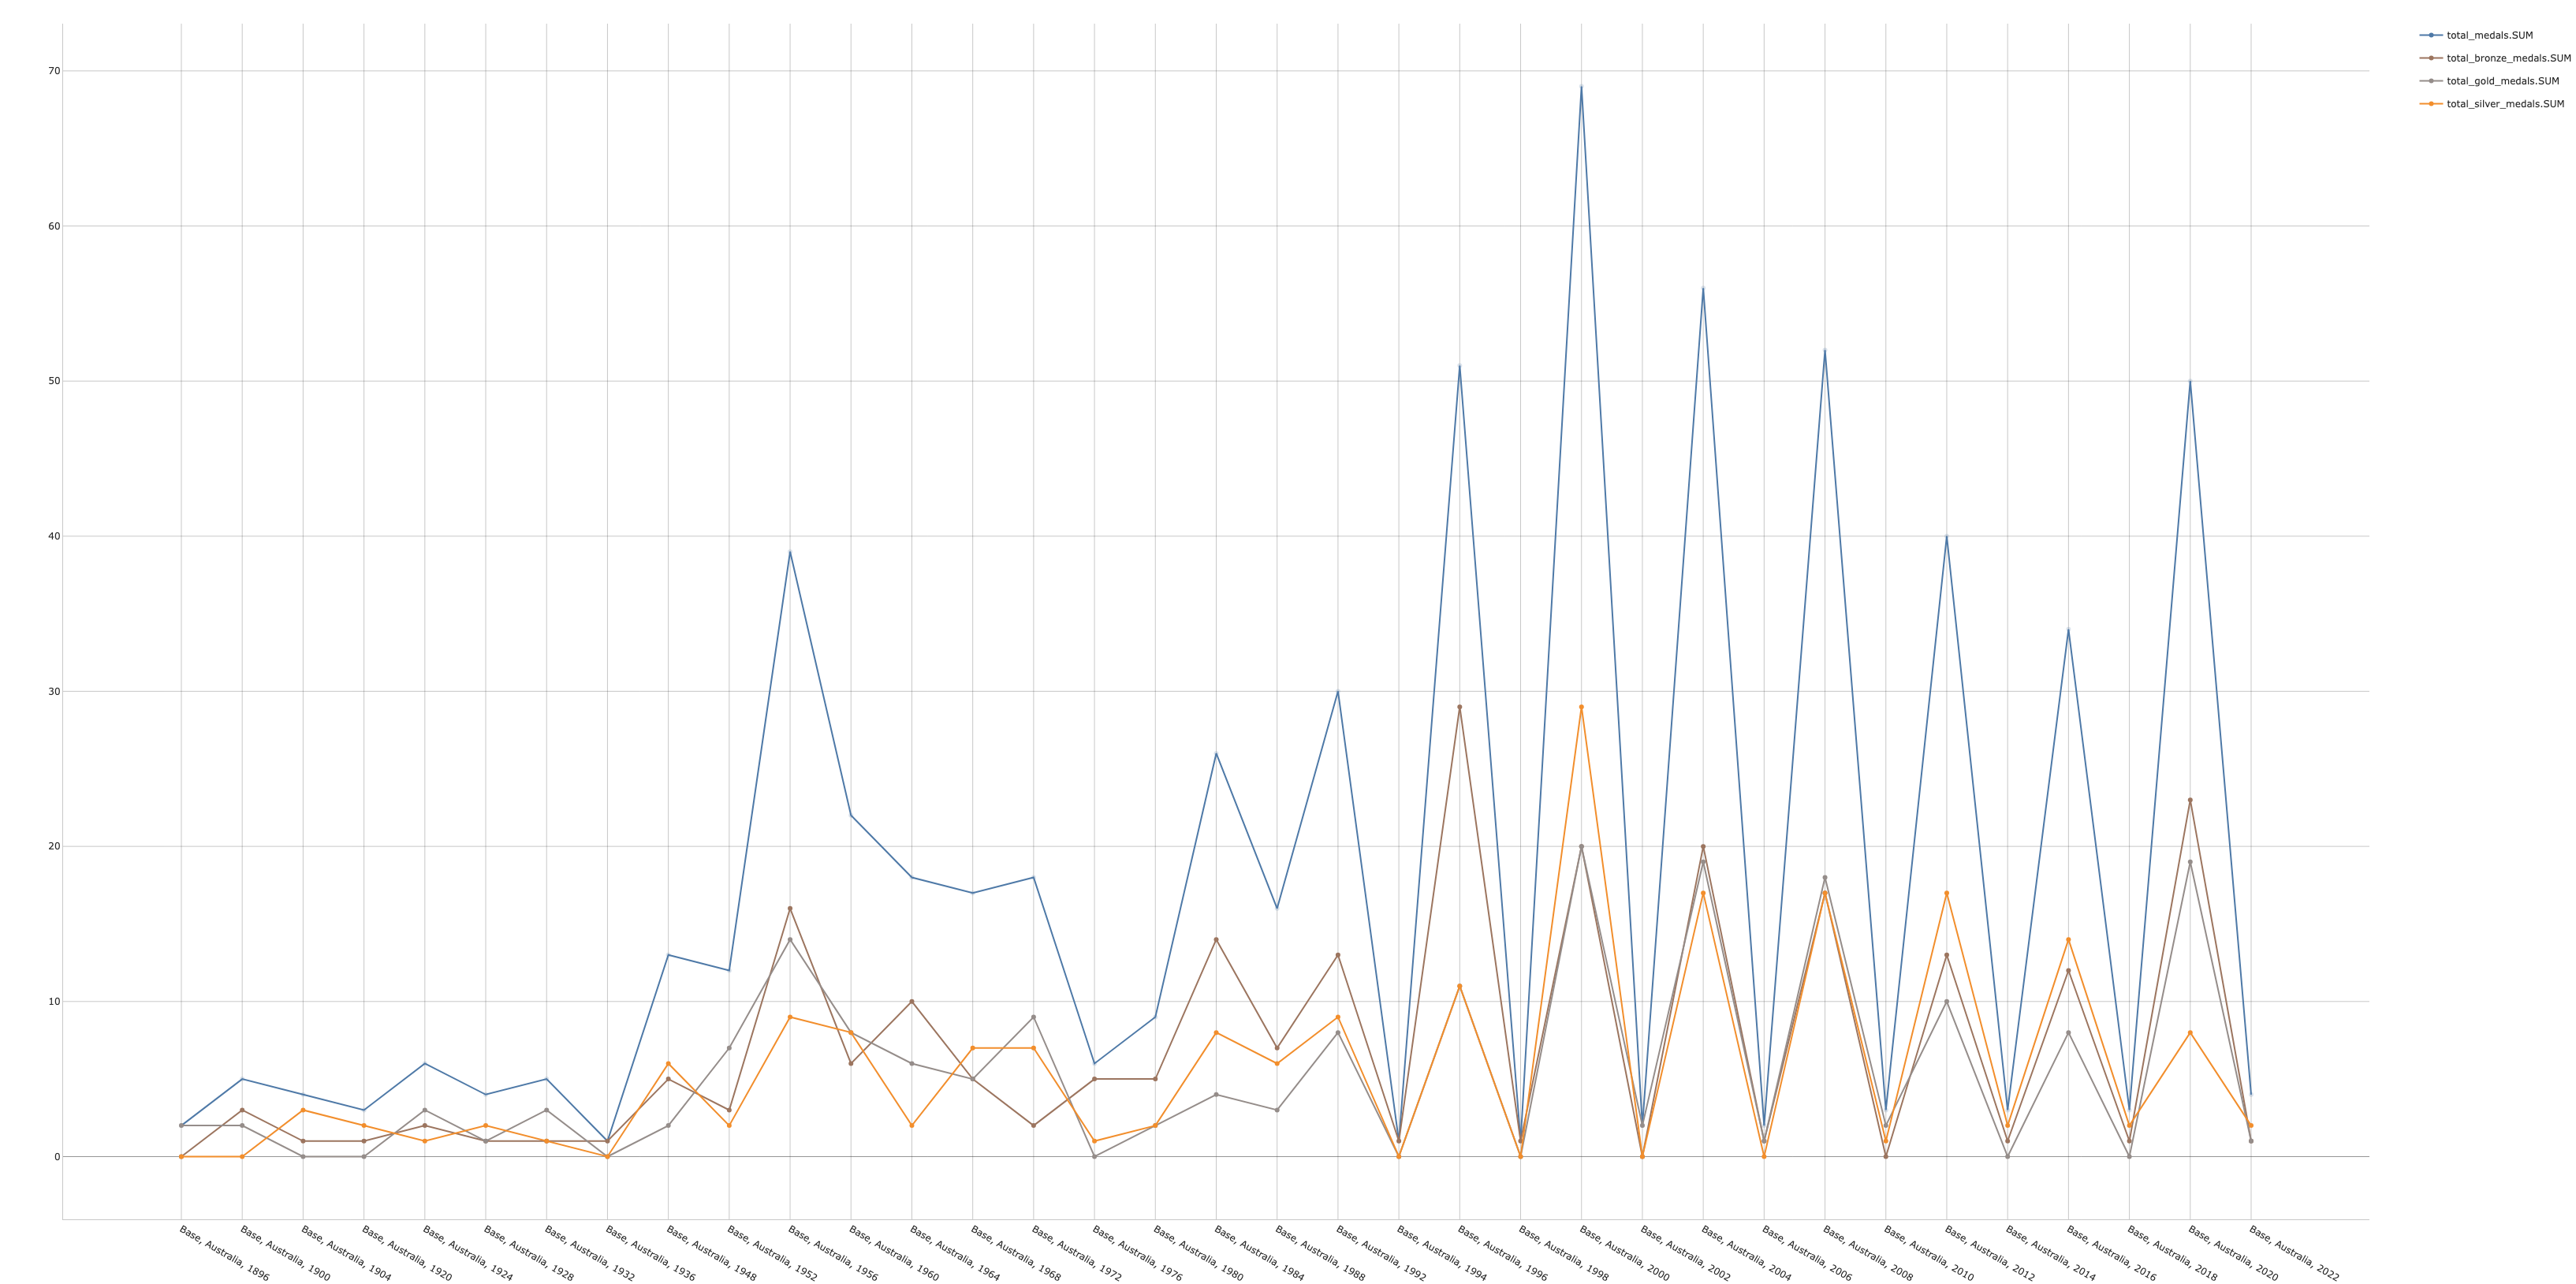 total_medals.SUM
total_bronze_medals.SUM
total_gold_medals.SUM
total_silver_medals.SUM
70
60
50
40
30
20
10
0
Base, Australia, 1896
Base, Australia, 1900
Base, Australia, 1904
Base, Australia, 1920
Base, Australia, 1924
Base, Australia, 1928
Base, Australia, 1932
Base, Australia, 1936
Base, Australia, 1948
Base, Australia, 1952
Base, Australia, 1956
Base, Australia, 1960
Base, Australia, 1964
Base, Australia, 1968
Base, Australia, 1972
Base, Australia, 1976
Base, Australia, 1980
Base, Australia, 1984
Base, Australia, 1988
Base, Australia, 1992
Base, Australia, 1994
Base, Australia, 1996
Base, Australia, 1998
Base, Australia, 2000
Base, Australia, 2002
Base, Australia, 2004
Base, Australia, 2006
Base, Australia, 2008
Base, Australia, 2010
Base, Australia, 2012
Base, Australia, 2014
Base, Australia, 2016
Base, Australia, 2018
Base, Australia, 2020
Base, Australia, 2022